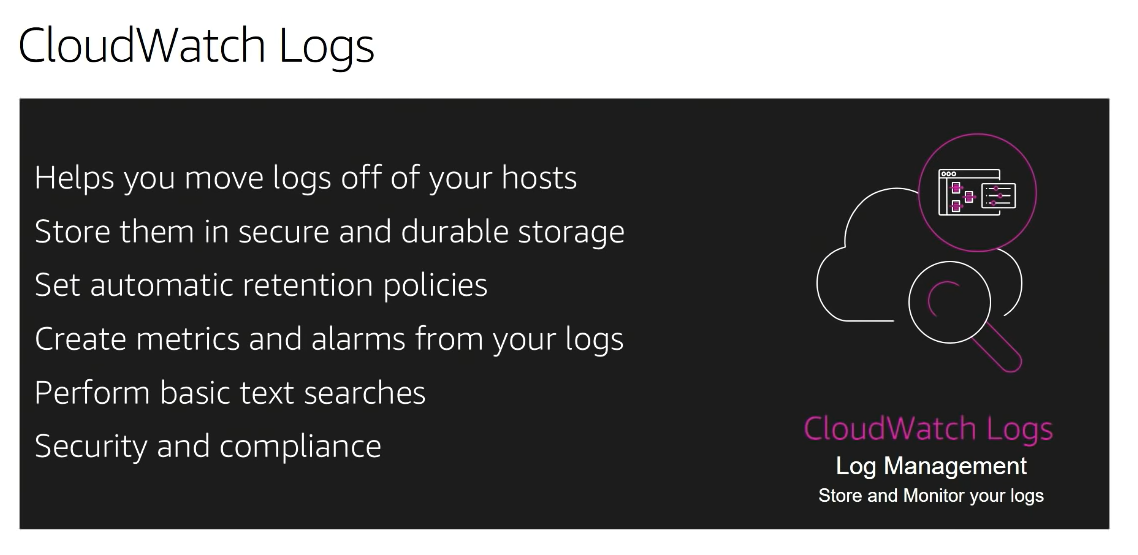 CloudWatch Logs
Helps you move logs off of your hosts
Store them in secure and durable storage
Set automatic retention policies
Create metrics and alarms from your logs
Perform basic text searches
Security and compliance
CloudWatch Logs
Log Management
Store and Monitor your logs